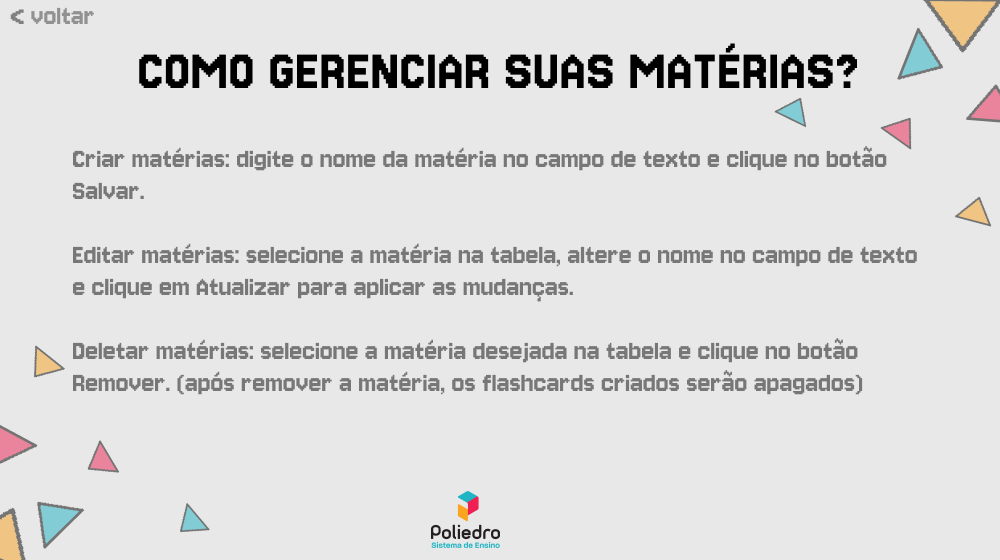 < voltar
COMO GERENCIAR SUAS MATÉRIAS?
Criar matérias: digite o nome da matéria no campo de texto e clique no botão
Salvar.
Editar matérias: selecione a matéria na tabela, altere o nome no campo de texto
e clique em Atualizar para aplicar as mudanças.
Deletar matérias: selecione a matéria desejada na tabela e clique no botão
Remover. (após remover a matéria, os flashcards criados serão apagados)
Poliedro
Sistema de Ensino